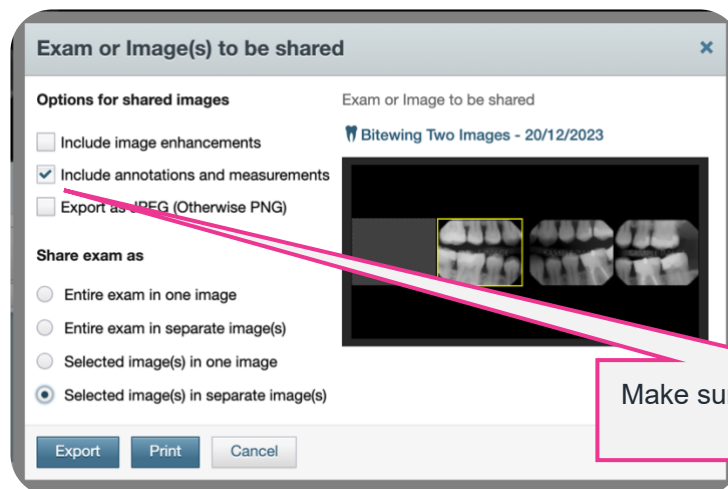 Exam or Image(s) to be shared
Options for shared images
Include image enhancements
Include annotations and measurements
Export as JPEG (Otherwise PNG)
Share exam as
Entire exam in one image
Entire exam in separate image(s)
Selected image(s) in one image
Selected image(s) in separate image(s)
Exam or Image to be shared
Bitewing Two Images - 20/12/2023
Make su
Export Print Cancel